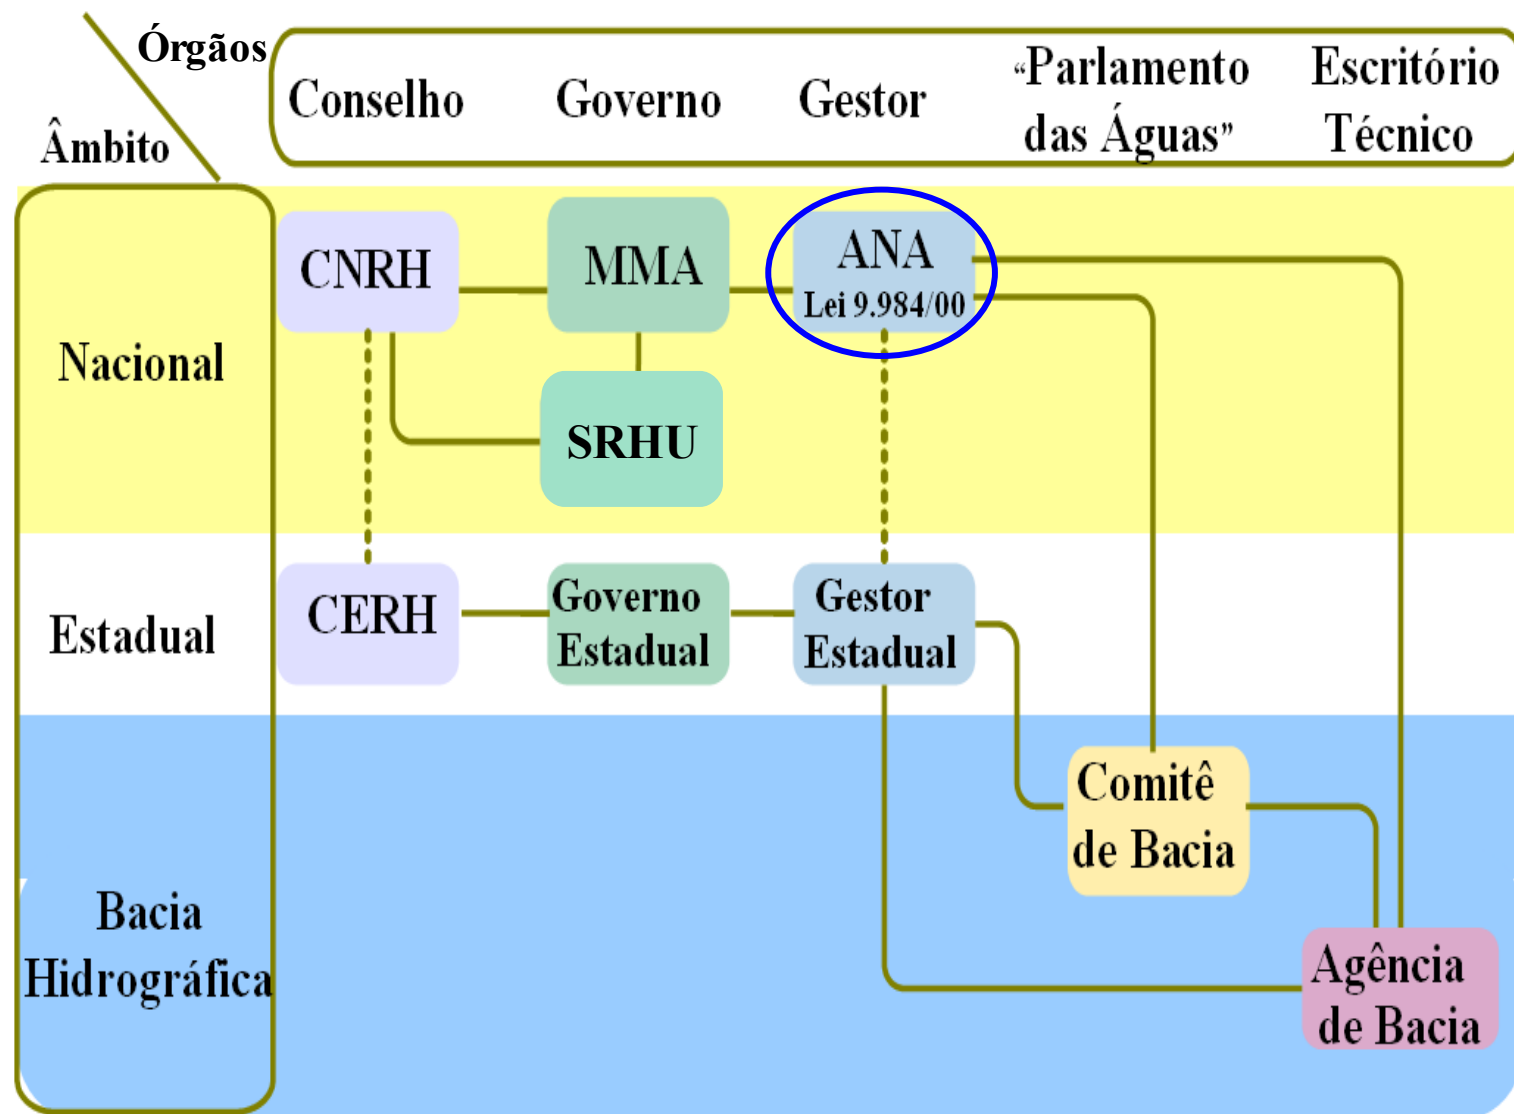 Órgãos
Âmbito
Conselho
Governo
Gestor
“Parlamento
das Águas”
Escritório
Técnico
Nacional
CNRH
MMA
ANA
Lei 9.984/00
SRHU
Estadual
CERH
Governo
Estadual
Gestor
Estadual
Bacia
Hidrográfica
Comitê
de Bacia
Agência
de Bacia